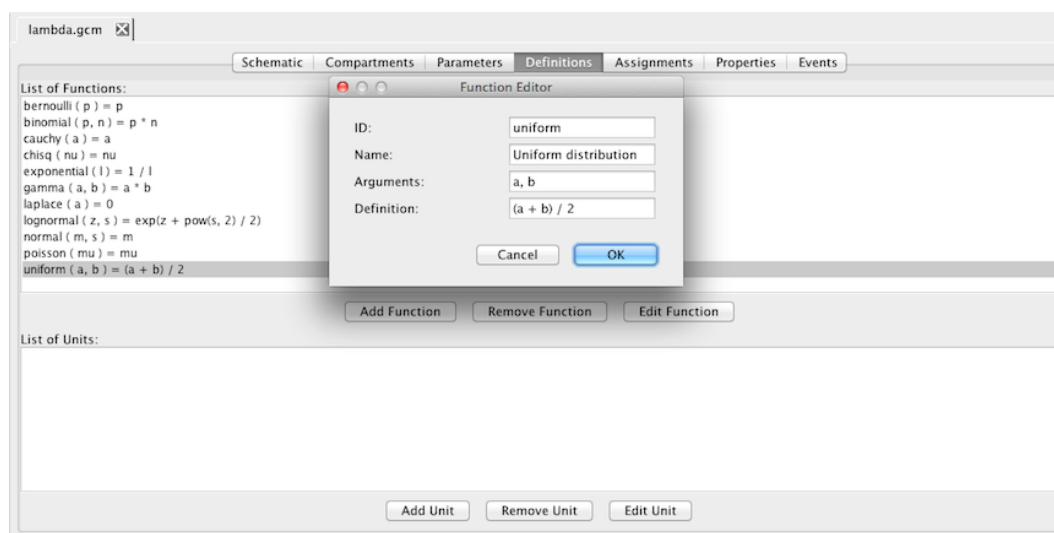 lambda.gcm
Schematic Compartments Parameters Definitions Assignments Properties Events
List of Functions:
bernoulli ( p ) = p
binomial ( p, n ) = p * n
cauchy ( a ) = a
chisq ( nu ) = nu
exponential ( l ) = 1 / l
gamma ( a, b ) = a * b
laplace ( a ) = 0
lognormal ( z, s ) = exp(z + pow(s, 2) / 2)
normal ( m, s ) = m
poisson ( mu ) = mu
uniform ( a, b ) = (a + b) / 2
Function Editor
ID: uniform
Name: Uniform distribution
Arguments: a, b
Definition: (a + b) / 2
Cancel OK
Add Function Remove Function Edit Function
List of Units:
Add Unit Remove Unit Edit Unit